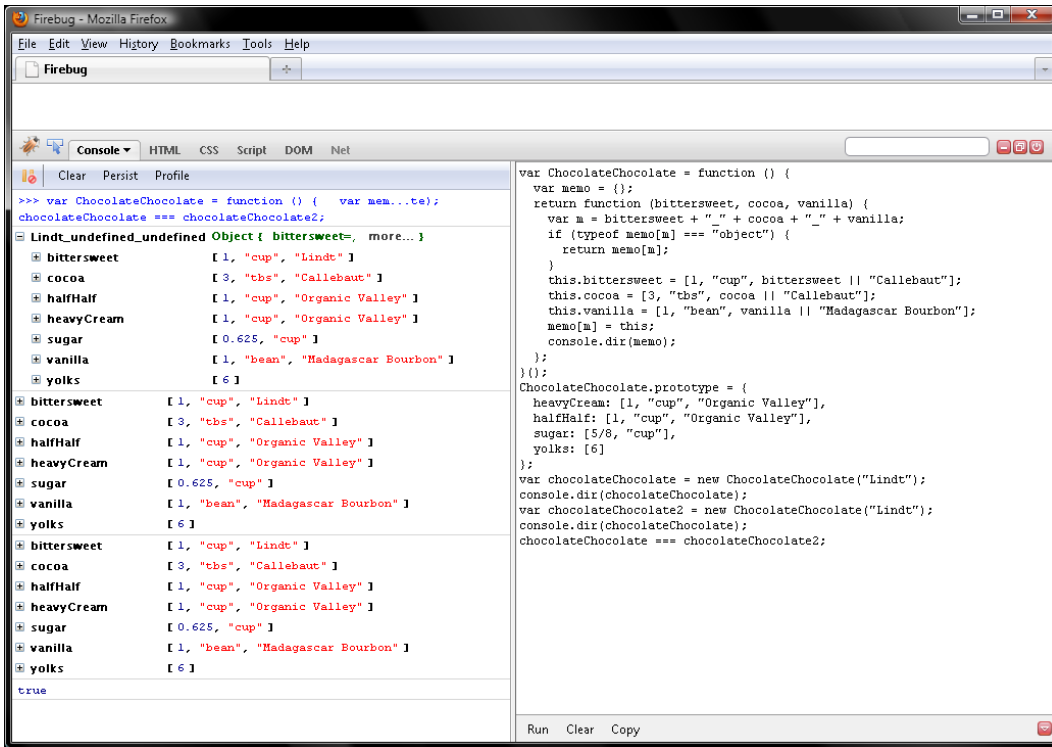 Firebug - Mozilla Firefox
File Edit View History Bookmarks Tools Help
Firebug
Console HTML CSS Script DOM Net
Clear Persist Profile
>>> var ChocolateChocolate = function () {   var mem...te);
chocolateChocolate === chocolateChocolate2;
Lindt_undefined_undefined Object { bittersweet=, more... }
bittersweet [ 1, "cup", "Lindt" ]
cocoa [ 3, "tbs", "Callebaut" ]
halfHalf [ 1, "cup", "Organic Valley" ]
heavyCream [ 1, "cup", "Organic Valley" ]
sugar [ 0.625, "cup" ]
vanilla [ 1, "bean", "Madagascar Bourbon" ]
yolks [ 6 ]
bittersweet [ 1, "cup", "Lindt" ]
cocoa [ 3, "tbs", "Callebaut" ]
halfHalf [ 1, "cup", "Organic Valley" ]
heavyCream [ 1, "cup", "Organic Valley" ]
sugar [ 0.625, "cup" ]
vanilla [ 1, "bean", "Madagascar Bourbon" ]
yolks [ 6 ]
bittersweet [ 1, "cup", "Lindt" ]
cocoa [ 3, "tbs", "Callebaut" ]
halfHalf [ 1, "cup", "Organic Valley" ]
heavyCream [ 1, "cup", "Organic Valley" ]
sugar [ 0.625, "cup" ]
vanilla [ 1, "bean", "Madagascar Bourbon" ]
yolks [ 6 ]
true
var ChocolateChocolate = function () {
  var memo = {};
  return function (bittersweet, cocoa, vanilla) {
    var m = bittersweet + "_" + cocoa + "_" + vanilla;
    if (typeof memo[m] === "object") {
      return memo[m];
    }
    this.bittersweet = [1, "cup", bittersweet || "Callebaut"];
    this.cocoa = [3, "tbs", cocoa || "Callebaut"];
    this.vanilla = [1, "bean", vanilla || "Madagascar Bourbon"];
    memo[m] = this;
    console.dir(memo);
  };
}();
ChocolateChocolate.prototype = {
  heavyCream: [1, "cup", "Organic Valley"],
  halfHalf: [1, "cup", "Organic Valley"],
  sugar: [5/8, "cup"],
  yolks: [6]
};
var chocolateChocolate = new ChocolateChocolate("Lindt");
console.dir(chocolateChocolate);
var chocolateChocolate2 = new ChocolateChocolate("Lindt");
console.dir(chocolateChocolate);
chocolateChocolate === chocolateChocolate2;
Run Clear Copy